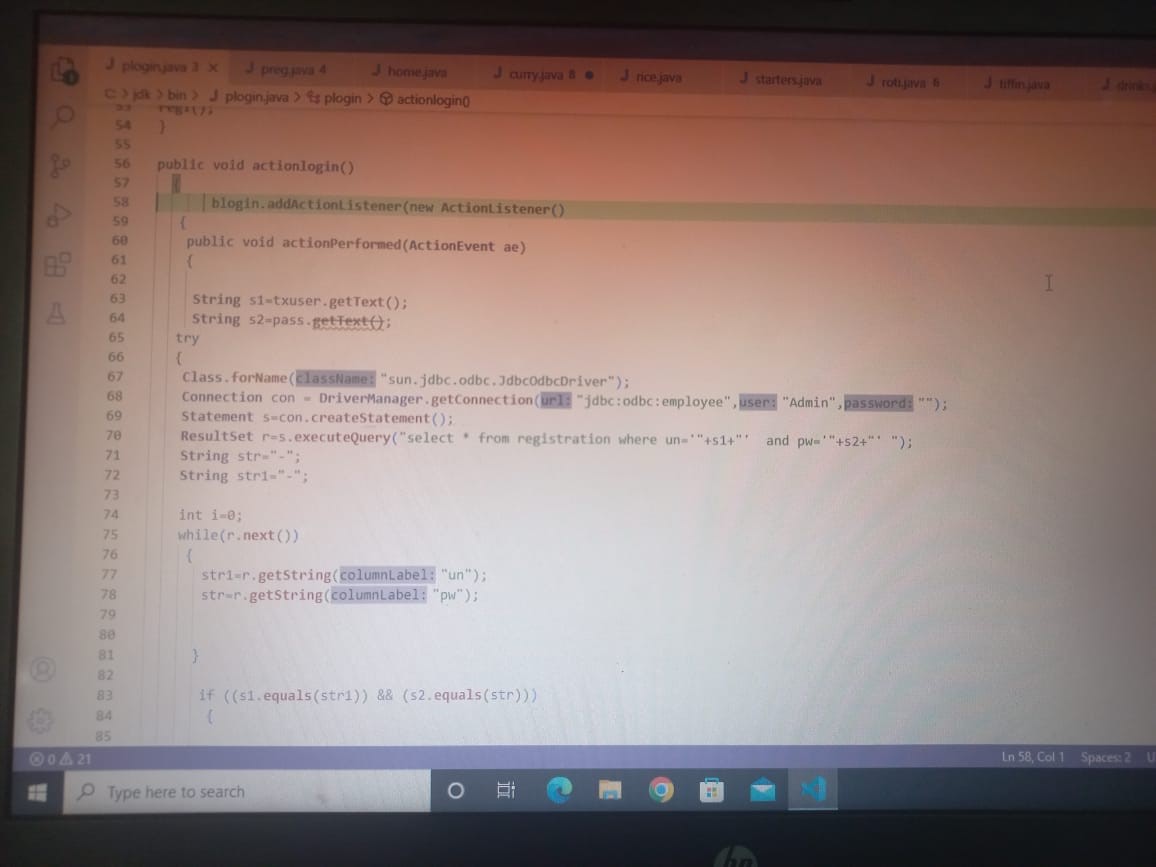 plogin.java 3 × preg.java 4 home.java curry.java 8 ● rice.java starters.java roti.java 6 tiffin.java
C: > jdk > bin > J plogin.java > plogin > actionlogin()
53
54 }
55
56 public void actionlogin()
57 {
58 blogin.addActionListener(new ActionListener()
59 {
60 public void actionPerformed(ActionEvent ae)
61 {
62
63 String s1=txuser.getText();
64 String s2=pass.getText();
65 try
66 {
67 Class.forName(className: "sun.jdbc.odbc.JdbcOdbcDriver");
68 Connection con = DriverManager.getConnection(url: "jdbc:odbc:employee",user: "Admin",password: "");
69 Statement s=con.createStatement();
70 ResultSet r=s.executeQuery("select * from registration where un='"+s1+"' and pw='"+s2+"' ");
71 String str="-";
72 String str1="-";
73
74 int i=0;
75 while(r.next())
76 {
77 str1=r.getString(columnLabel: "un");
78 str=r.getString(columnLabel: "pw");
79
80
81 }
82
83 if ((s1.equals(str1)) && (s2.equals(str)))
84 {
85
0 21 Ln 58, Col 1 Spaces: 2
Type here to search
hp